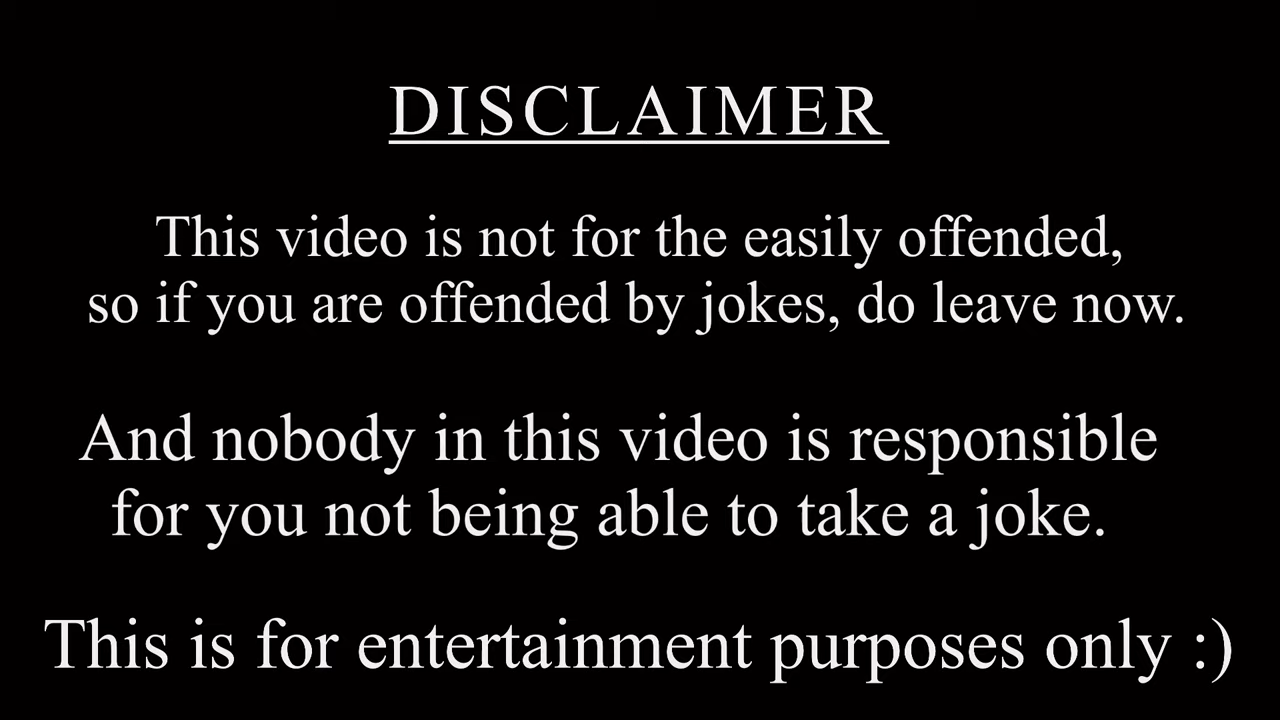 DISCLAIMER
This video is not for the easily offended,
so if you are offended by jokes, do leave now.
And nobody in this video is responsible
for you not being able to take a joke.
This is for entertainment purposes only :)